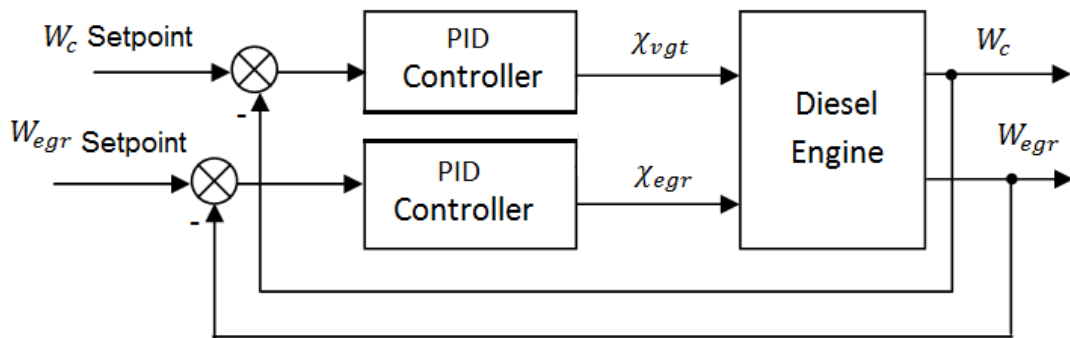 W_c Setpoint
PID
Controller
χ_vgt
W_c
-
Diesel
Engine
W_egr Setpoint
PID
Controller
χ_egr
W_egr
-